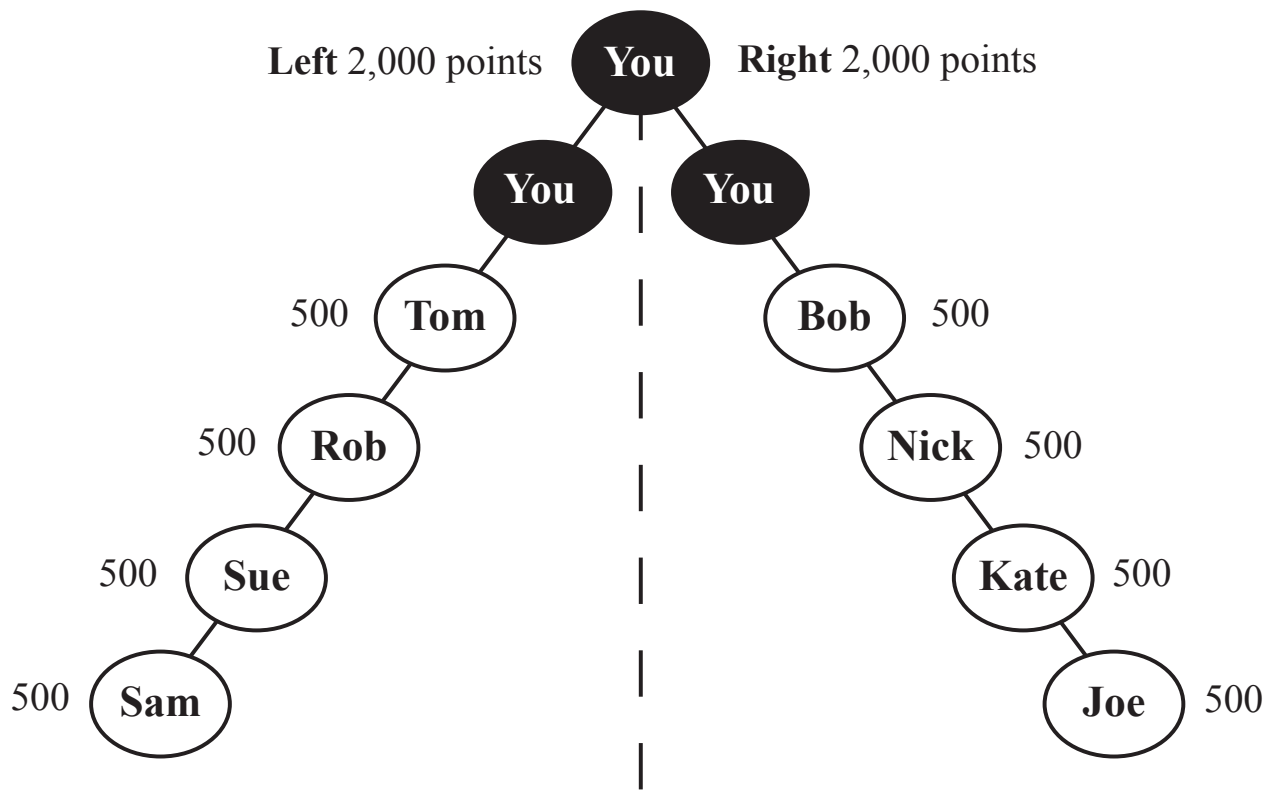 Left 2,000 points You Right 2,000 points
You You
500 Tom Bob 500
500 Rob Nick 500
500 Sue Kate 500
500 Sam Joe 500